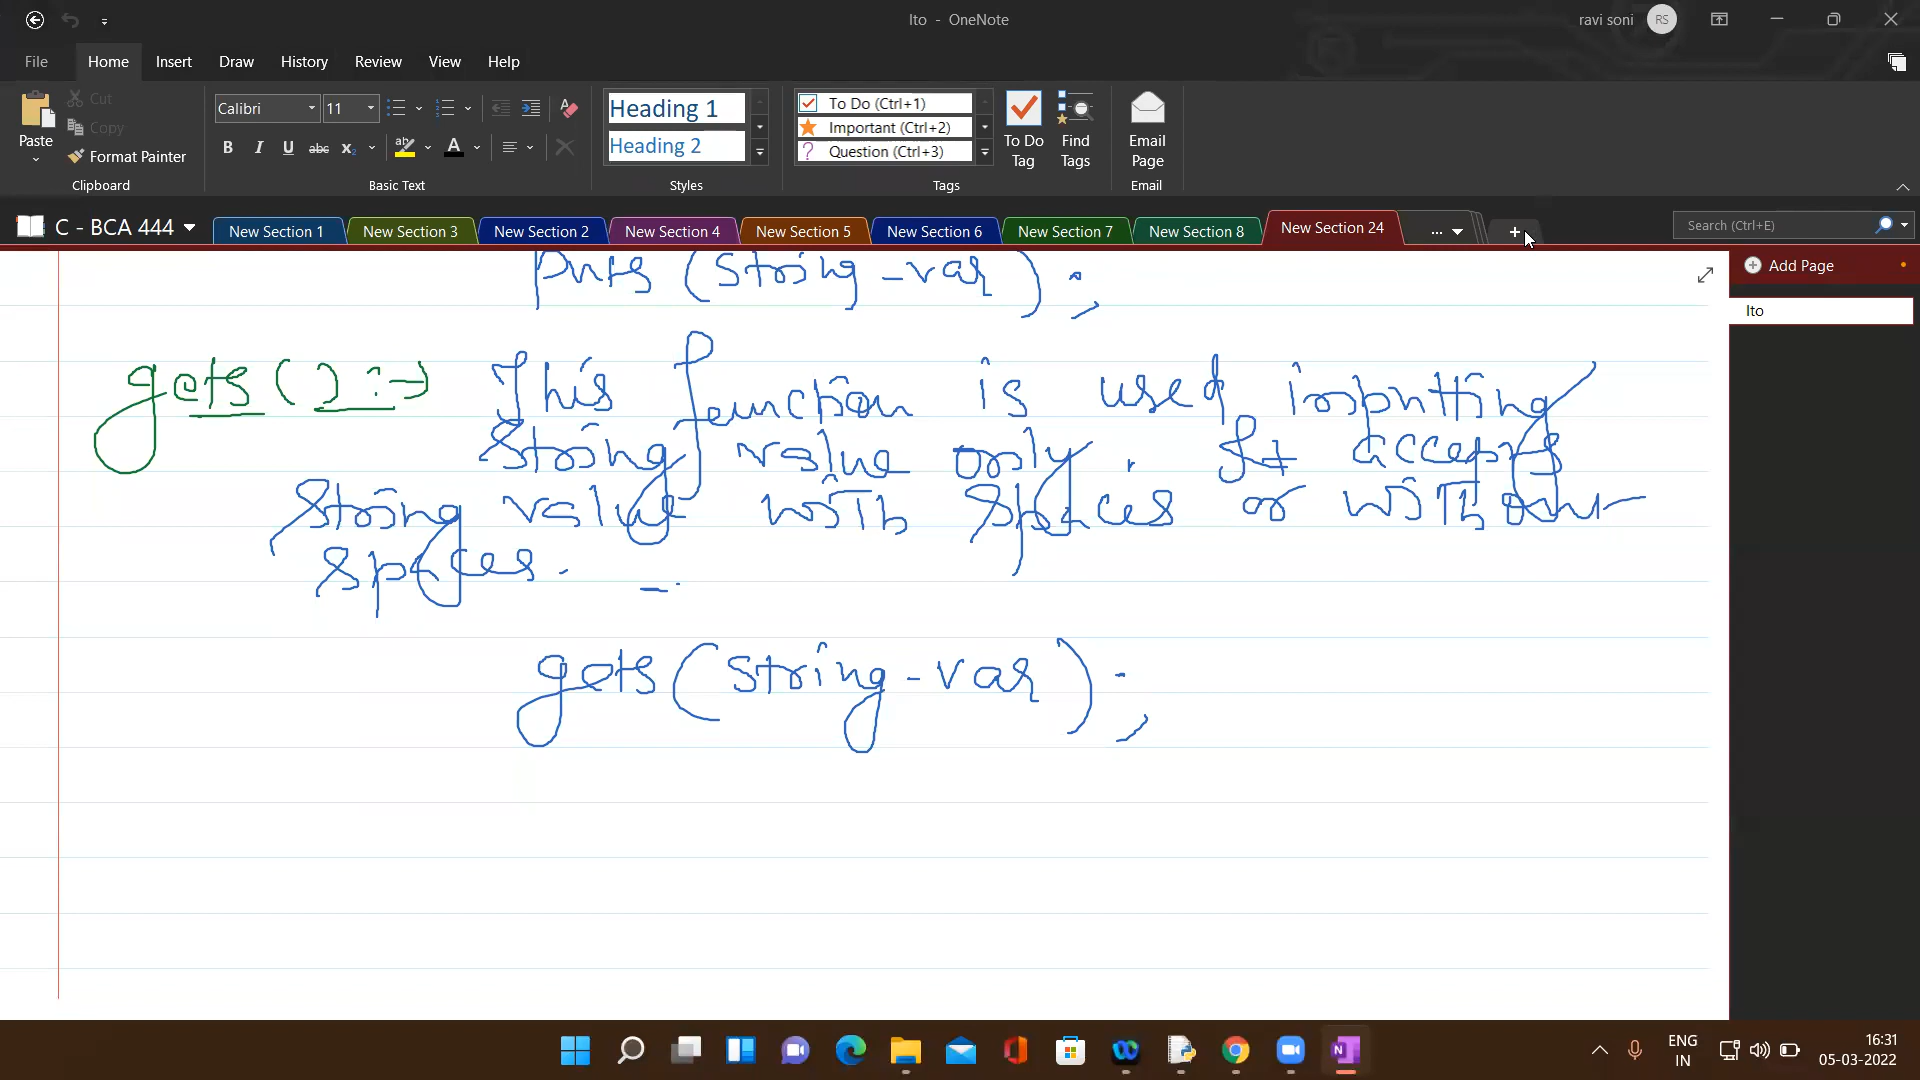 Ito - OneNote
ravi soni RS
File Home Insert Draw History Review View Help
Paste
Cut
Copy
Format Painter
Clipboard
Calibri 11
B I U abc x₂ ab A
Basic Text
Heading 1
Heading 2
Styles
To Do (Ctrl+1)
Important (Ctrl+2)
Question (Ctrl+3)
Tags
To Do Tag
Find Tags
Email Page
Email
C - BCA 444 New Section 1 New Section 3 New Section 2 New Section 4 New Section 5 New Section 6 New Section 7 New Section 8 New Section 24 ... + Search (Ctrl+E)
Add Page
Ito
Puts (String-var) ;
gets ( ) :-> This function is used inputting
String value only. It accepts
String value with spaces or without
spaces. -
gets (string-var) ;
ENG
IN
16:31
05-03-2022